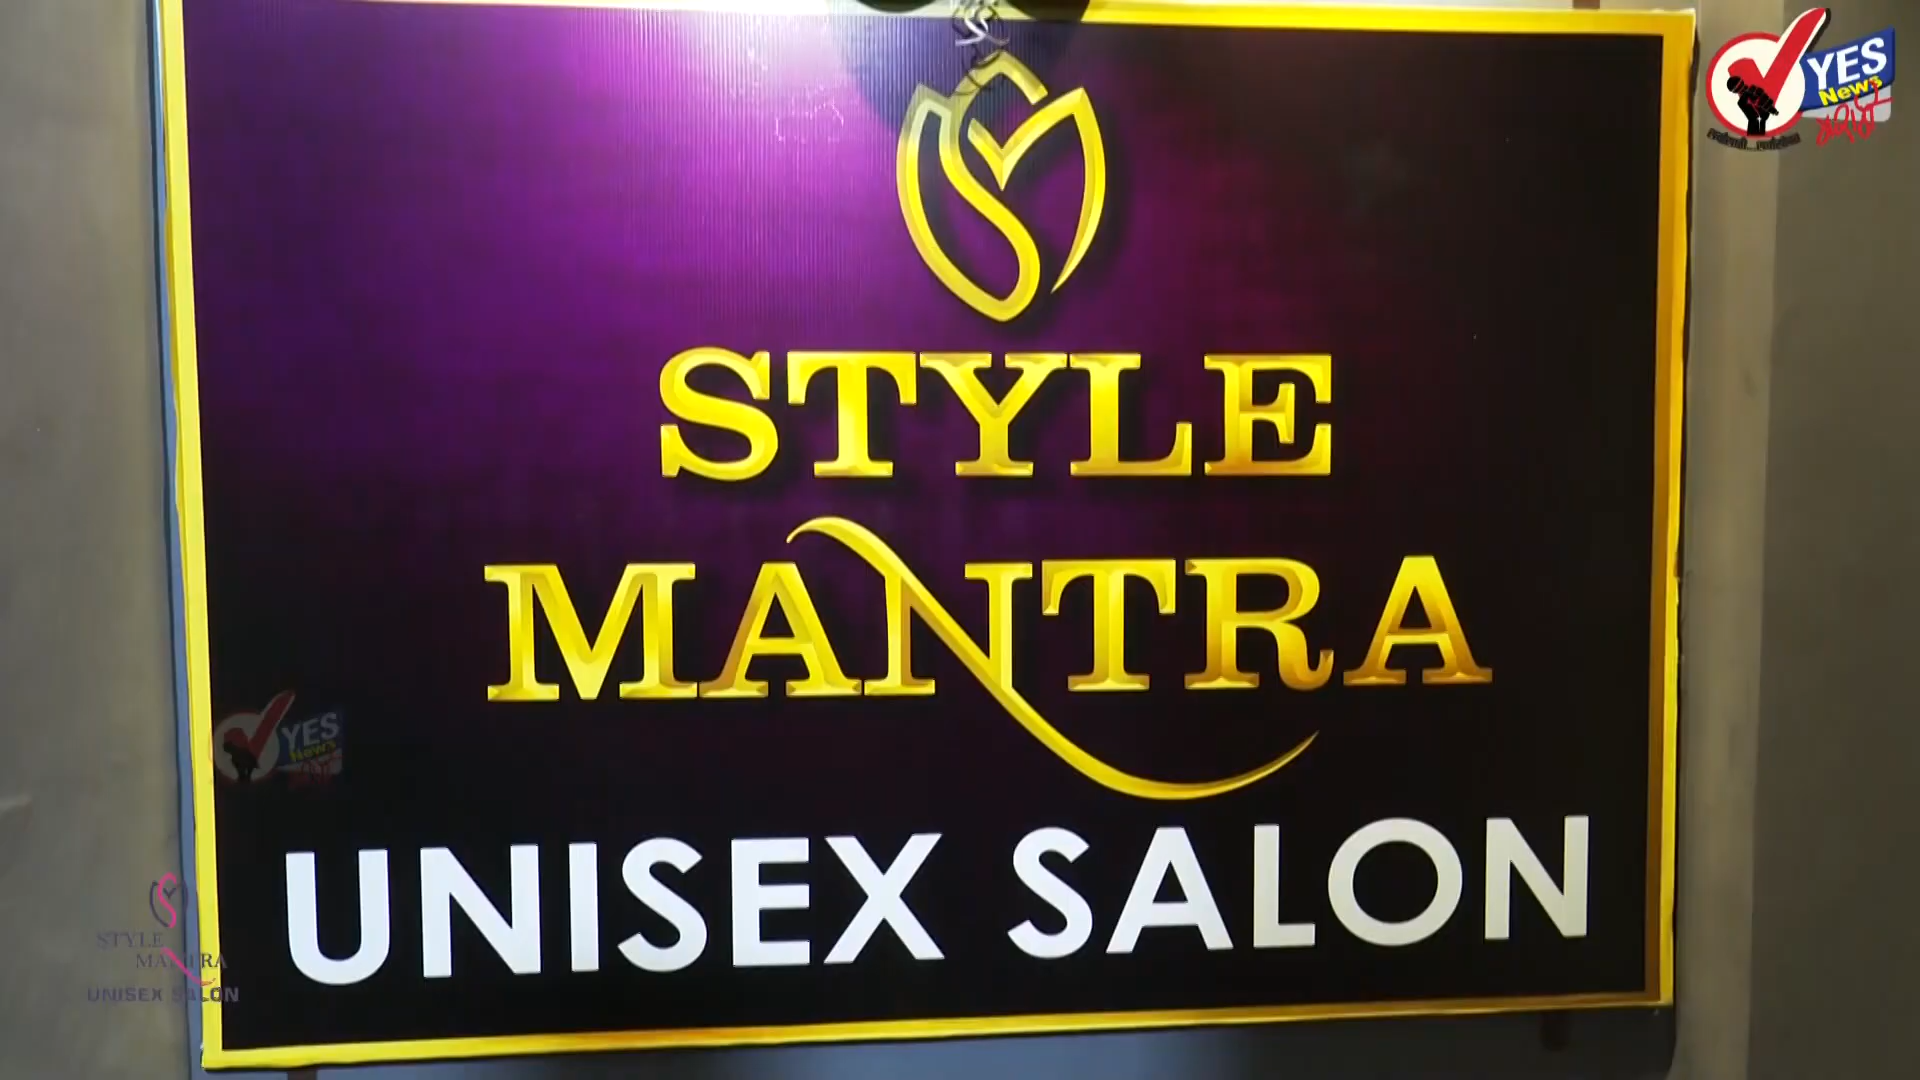 YES
News
STYLE
MANTRA
YES
News
UNISEX SALON
STYLE
MANTRA
UNISEX SALON